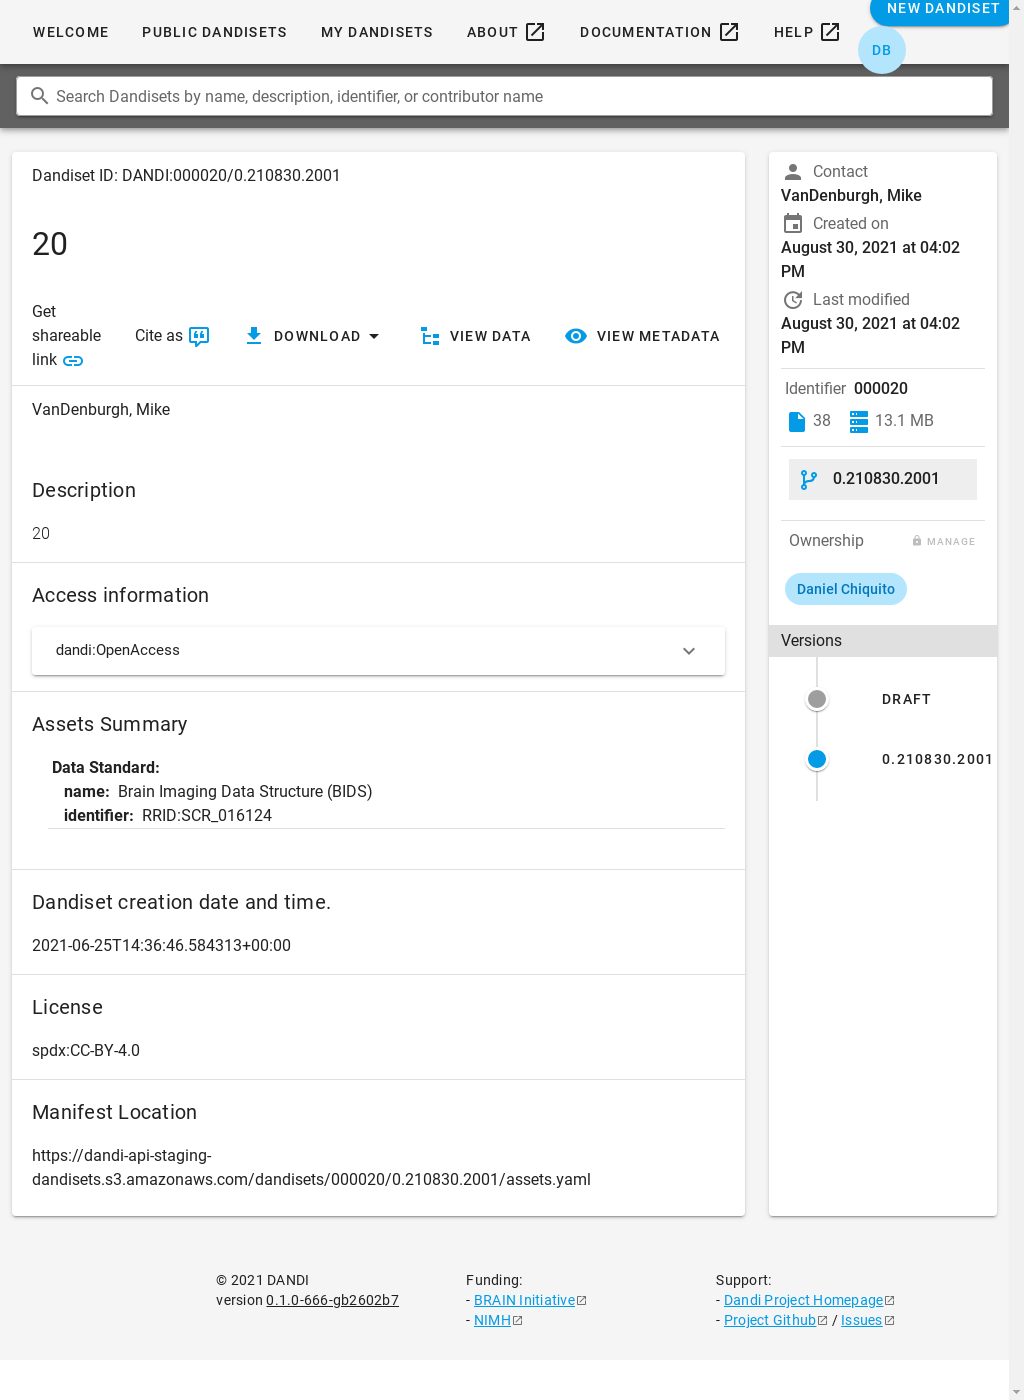 WELCOME PUBLIC DANDISETS MY DANDISETS ABOUT DOCUMENTATION HELP NEW DANDISET
DB
Search Dandisets by name, description, identifier, or contributor name
Dandiset ID: DANDI:000020/0.210830.2001
20
Get
shareable
link
Cite as
DOWNLOAD
VIEW DATA
VIEW METADATA
VanDenburgh, Mike
Description
20
Access information
dandi:OpenAccess
Assets Summary
Data Standard:
name: Brain Imaging Data Structure (BIDS)
identifier: RRID:SCR_016124
Dandiset creation date and time.
2021-06-25T14:36:46.584313+00:00
License
spdx:CC-BY-4.0
Manifest Location
https://dandi-api-staging-
dandisets.s3.amazonaws.com/dandisets/000020/0.210830.2001/assets.yaml
Contact
VanDenburgh, Mike
Created on
August 30, 2021 at 04:02
PM
Last modified
August 30, 2021 at 04:02
PM
Identifier 000020
38 13.1 MB
0.210830.2001
Ownership MANAGE
Daniel Chiquito
Versions
DRAFT
0.210830.2001
© 2021 DANDI
version 0.1.0-666-gb2602b7
Funding:
- BRAIN Initiative
- NIMH
Support:
- Dandi Project Homepage
- Project Github / Issues